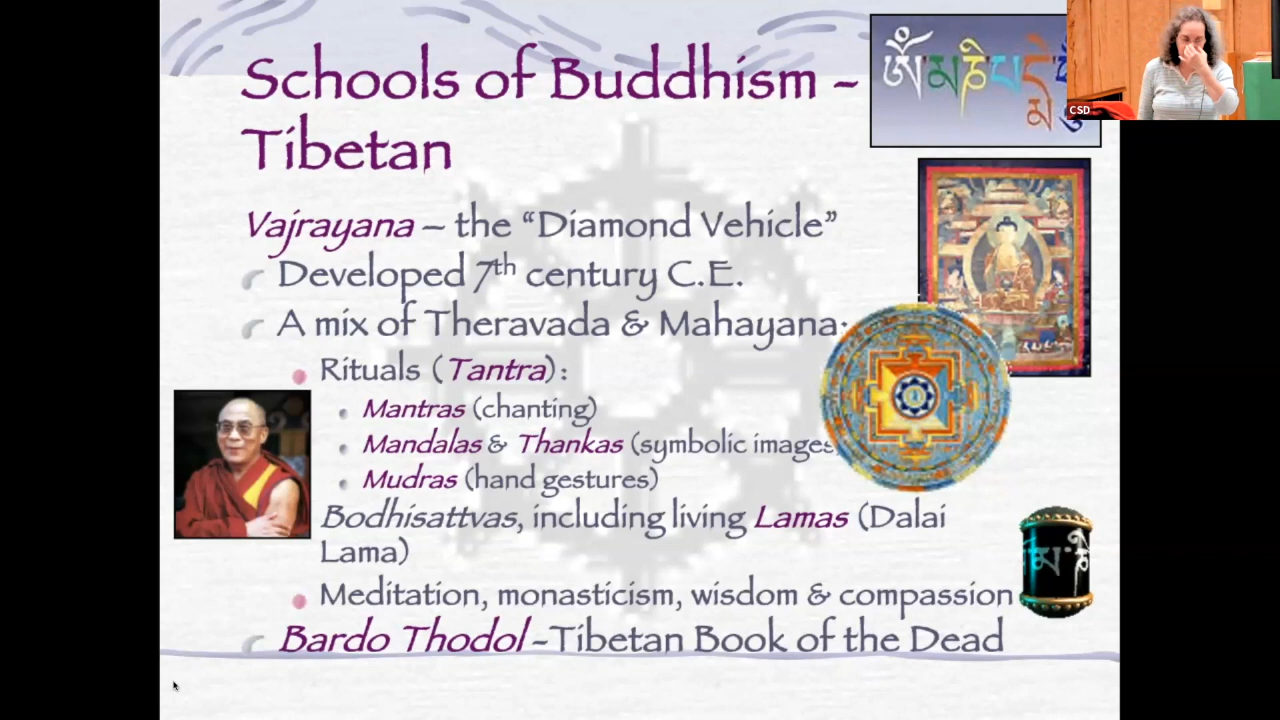 Schools of Buddhism -
Tibetan
Vajrayana – the “Diamond Vehicle”
Developed 7th century C.E.
A mix of Theravada & Mahayana:
Rituals (Tantra):
Mantras (chanting)
Mandalas & Thankas (symbolic images
Mudras (hand gestures)
Bodhisattvas, including living Lamas (Dalai
Lama)
Meditation, monasticism, wisdom & compassion
Bardo Thodol -Tibetan Book of the Dead
ༀ མ ཎི པ དྨེ
CSD